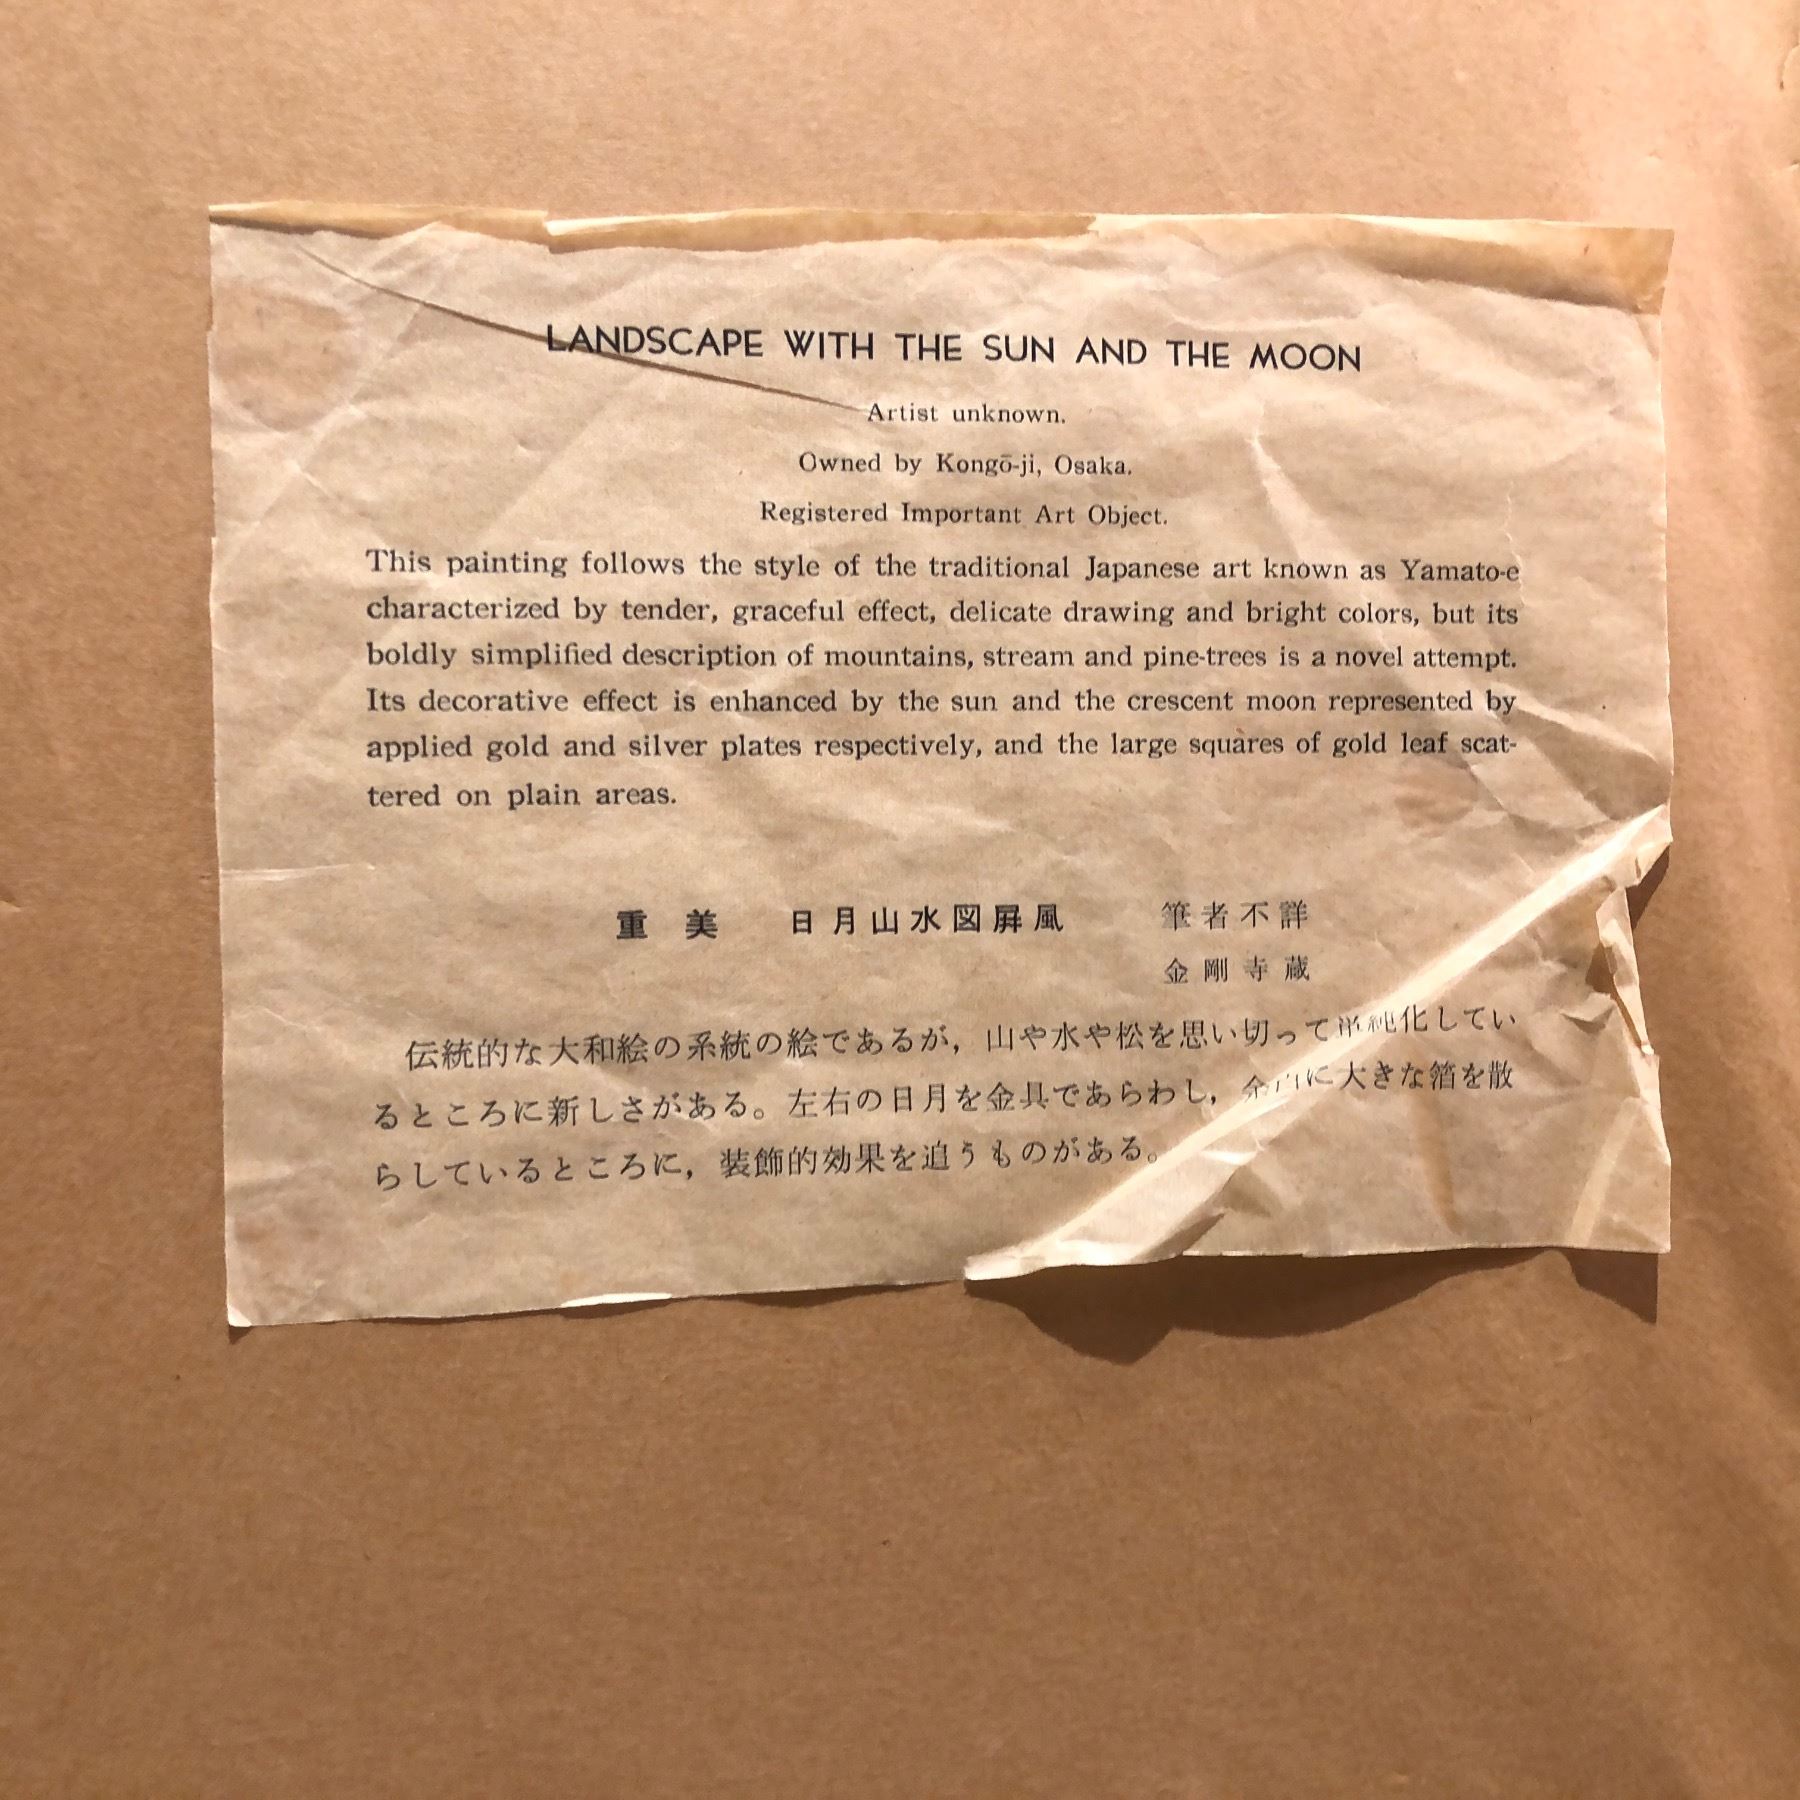 LANDSCAPE WITH THE SUN AND THE MOON
Artist unknown.
Owned by Kongō-ji, Osaka.
Registered Important Art Object.
This painting follows the style of the traditional Japanese art known as Yamato-e
characterized by tender, graceful effect, delicate drawing and bright colors, but its
boldly simplified description of mountains, stream and pine-trees is a novel attempt.
Its decorative effect is enhanced by the sun and the crescent moon represented by
applied gold and silver plates respectively, and the large squares of gold leaf scat-
tered on plain areas.
重美 日月山水図屏風 筆者不詳
金剛寺蔵
伝統的な大和絵の系統の絵であるが，山や水や松を思い切って単純化してい
るところに新しさがある。左右の日月を金具であらわし，余白に大きな箔を散
らしているところに，装飾的効果を追うものがある。